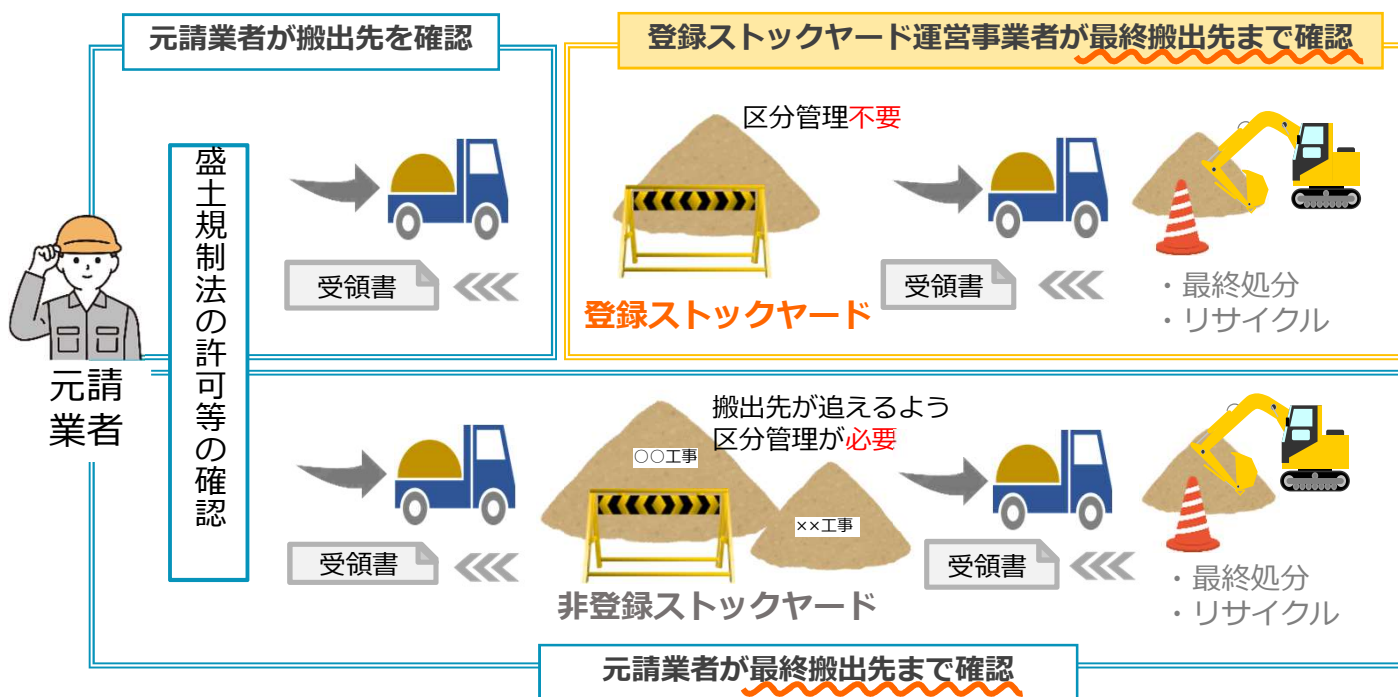 元請業者が搬出先を確認
登録ストックヤード運営事業者が最終搬出先まで確認
盛土規制法の許可等の確認
元請
業者
受領書
区分管理不要
登録ストックヤード
受領書
・最終処分
・リサイクル
受領書
搬出先が追えるよう
区分管理が必要
○○工事
××工事
非登録ストックヤード
受領書
・最終処分
・リサイクル
元請業者が最終搬出先まで確認